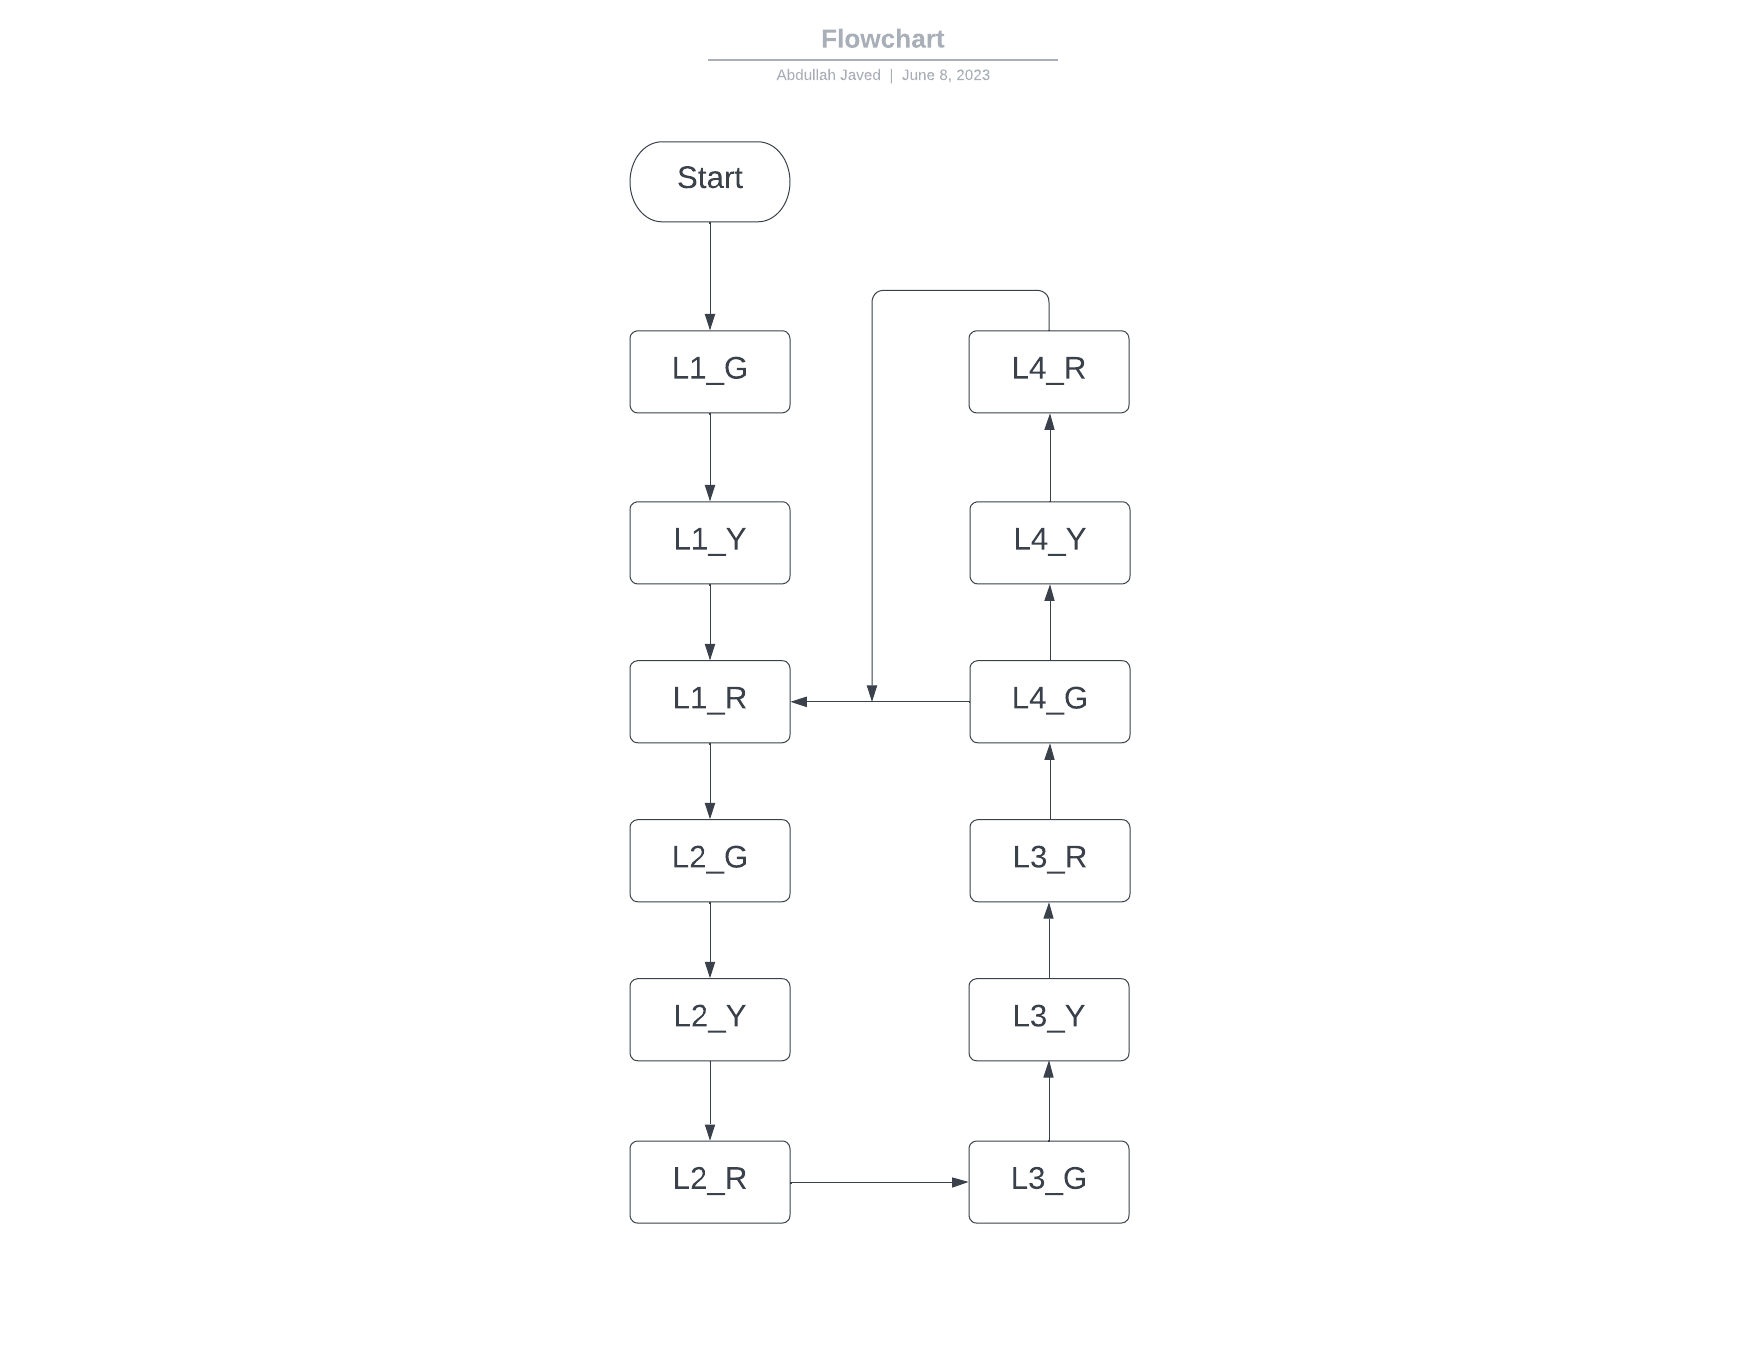 Flowchart
Abdullah Javed | June 8, 2023
Start
L1_G
L1_Y
L1_R
L2_G
L2_Y
L2_R
L4_R
L4_Y
L4_G
L3_R
L3_Y
L3_G